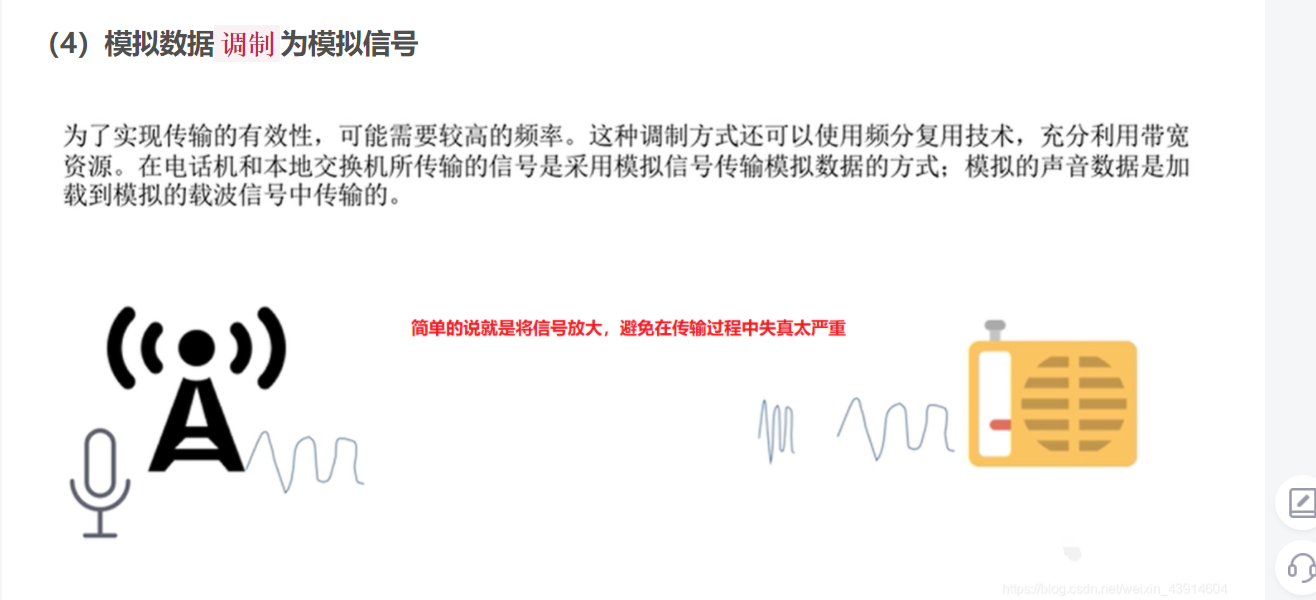 （4）模拟数据 调制 为模拟信号
为了实现传输的有效性，可能需要较高的频率。这种调制方式还可以使用频分复用技术，充分利用带宽
资源。在电话机和本地交换机所传输的信号是采用模拟信号传输模拟数据的方式；模拟的声音数据是加
载到模拟的载波信号中传输的。
简单的说就是将信号放大，避免在传输过程中失真太严重
https://blog.csdn.net/weixin_43914604